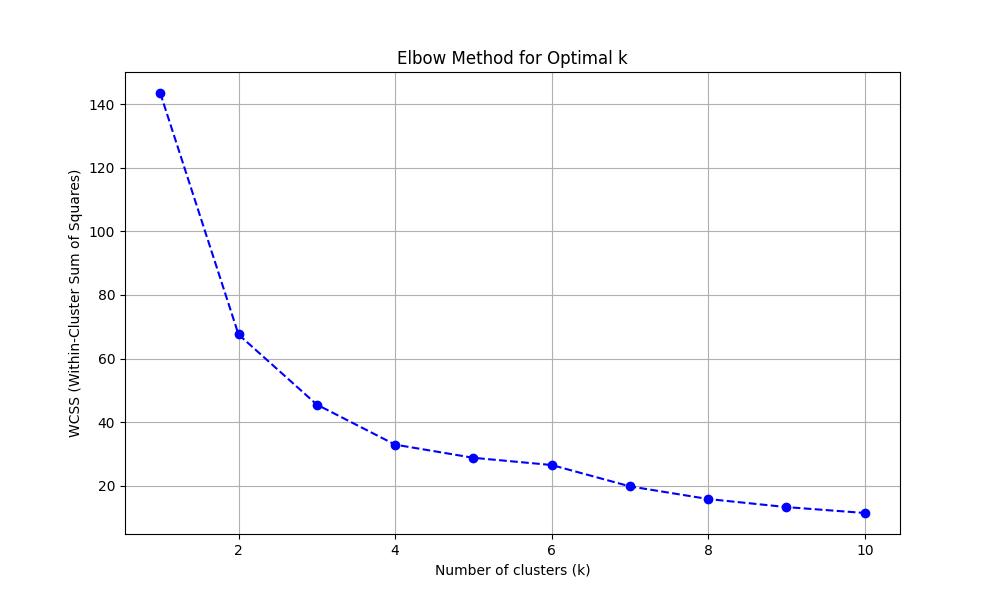 Elbow Method for Optimal k
WCSS (Within-Cluster Sum of Squares)
140
120
100
80
60
40
20
2 4 6 8 10
Number of clusters (k)